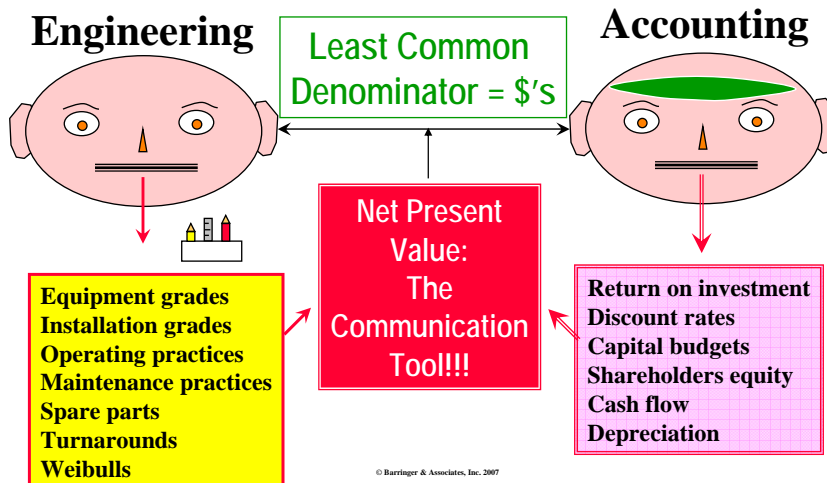 Engineering
Least Common
Denominator = $'s
Accounting
Net Present
Value:
The
Communication
Tool!!!
Equipment grades
Installation grades
Operating practices
Maintenance practices
Spare parts
Turnarounds
Weibulls
Return on investment
Discount rates
Capital budgets
Shareholders equity
Cash flow
Depreciation
© Barringer & Associates, Inc. 2007